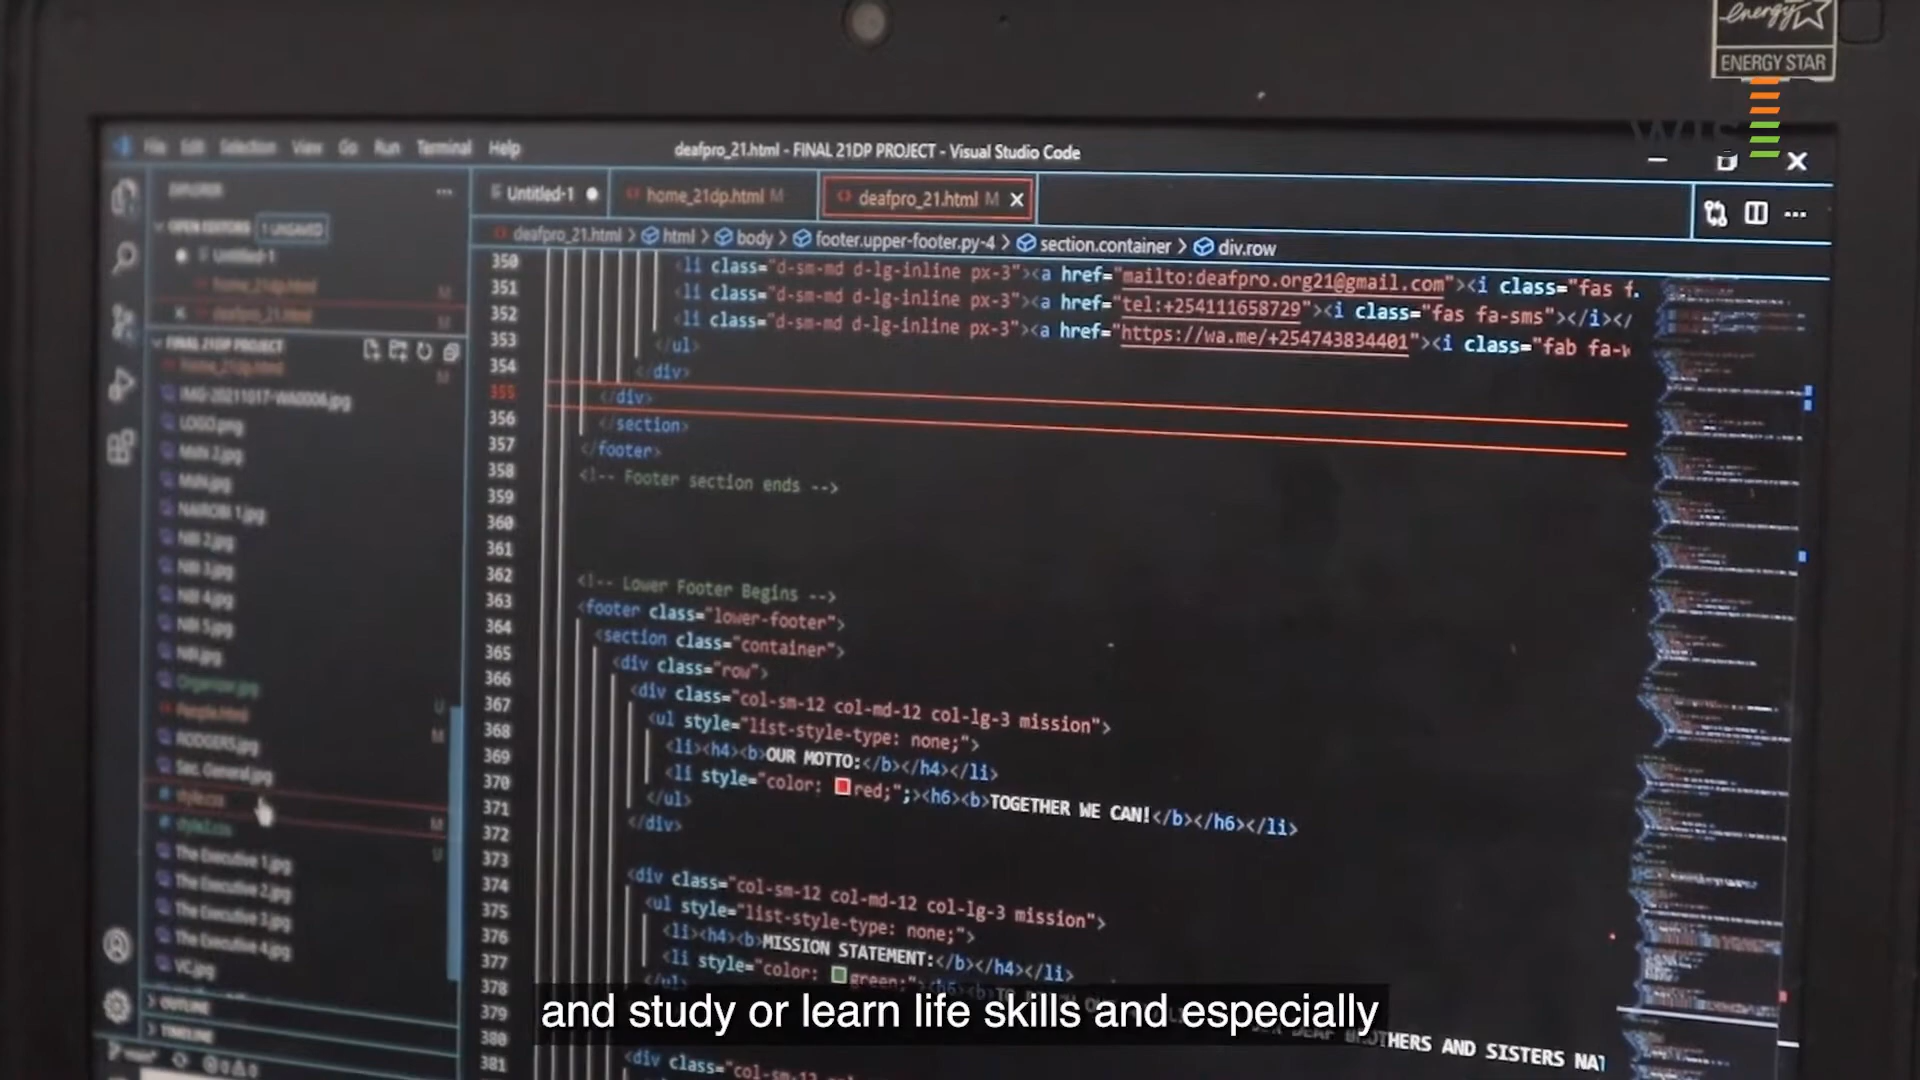 energy
ENERGY STAR
File Edit Selection View Go Run Terminal Help
deafpro_21.html - FINAL 21DP PROJECT - Visual Studio Code
EXPLORER
Untitled-1
home_21dp.html M
deafpro_21.html M
OPEN EDITORS 1 UNSAVED
deafpro_21.html > html > body > footer.upper-footer.py-4 > section.container > div.row
Untitled-1
home_21dp.html M
deafpro_21.html M
FINAL 21DP PROJECT
home_21dp.html M
IMG-20211017-WA0006.jpg
LOGO.png
MVN 2.jpg
MVN.jpg
NAIROBI 1.jpg
NBI 2.jpg
NBI 3.jpg
NBI 4.jpg
NBI 5.jpg
NBI.jpg
Organizer.jpg U
People.html M
RODGERS.jpg
Sec. General.jpg
style.css M
style2.css U
The Executive 1.jpg
The Executive 2.jpg
The Executive 3.jpg
The Executive 4.jpg
VC.jpg
OUTLINE
TIMELINE
350 <li class="d-sm-md d-lg-inline px-3"><a href="mailto:deafpro.org21@gmail.com"><i class="fas f
351 <li class="d-sm-md d-lg-inline px-3"><a href="tel:+254111658729"><i class="fas fa-sms"></i></
352 <li class="d-sm-md d-lg-inline px-3"><a href="https://wa.me/+254743834401"><i class="fab fa-w
353 </ul>
354 </div>
355 </div>
356 </section>
357 </footer>
358 <!-- Footer section ends -->
359
360
361
362 <!-- Lower Footer Begins -->
363 <footer class="lower-footer">
364 <section class="container">
365 <div class="row">
366 <div class="col-sm-12 col-md-12 col-lg-3 mission">
367 <ul style="list-style-type: none;">
368 <li><h4><b>OUR MOTTO:</b></h4></li>
369 <li style="color: red;";><h6><b>TOGETHER WE CAN!</b></h6></li>
370 </ul>
371 </div>
372
373 <div class="col-sm-12 col-md-12 col-lg-3 mission">
374 <ul style="list-style-type: none;">
375 <li><h4><b>MISSION STATEMENT:</b></h4></li>
376 <li style="color: green;"
377 </ul>
378
379
380
381 <div class="col-sm-12
BROTHERS AND SISTERS NAT
and study or learn life skills and especially